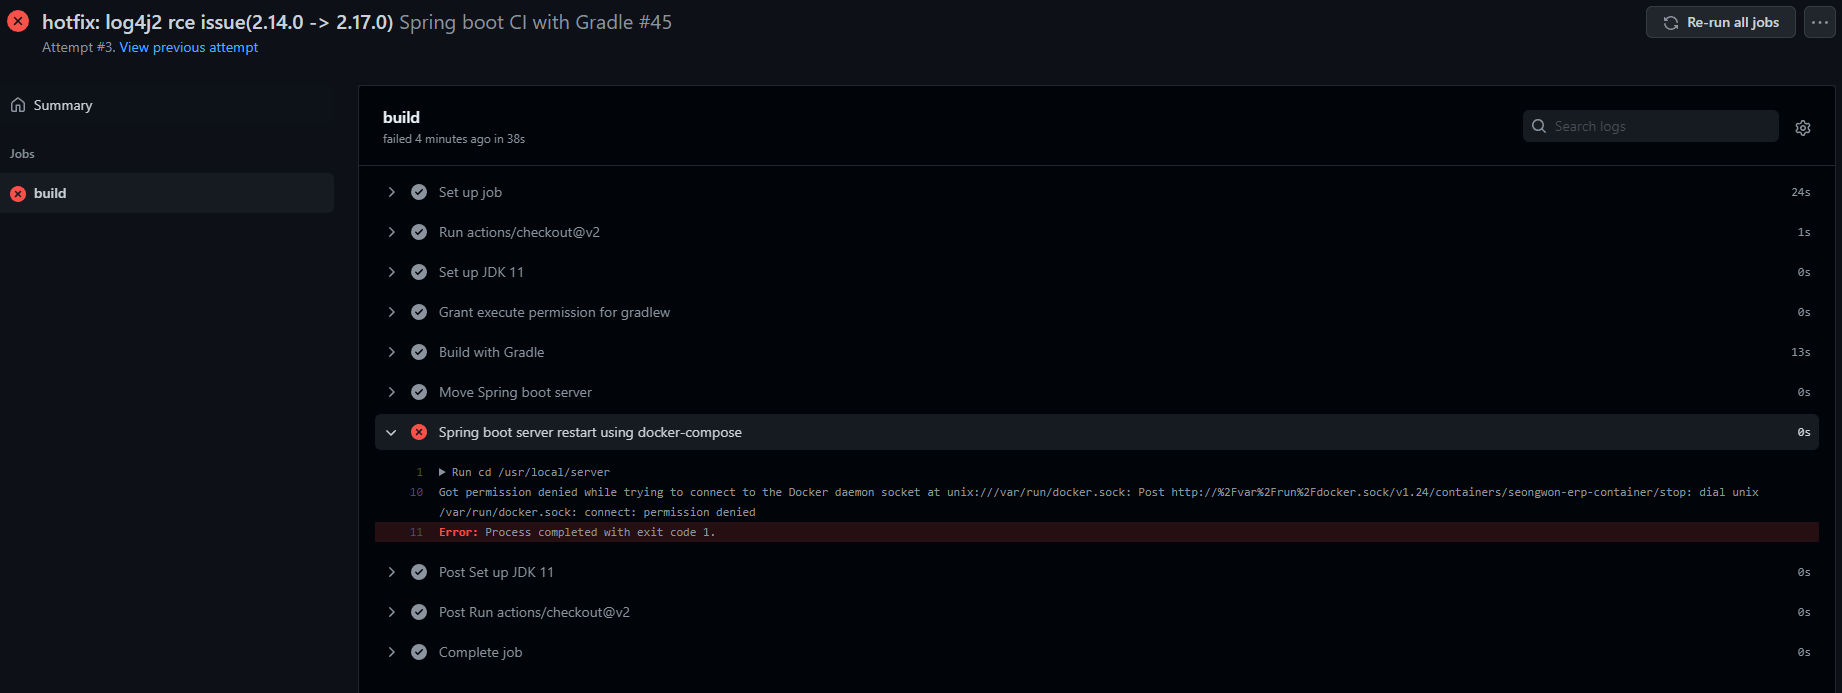 hotfix: log4j2 rce issue(2.14.0 -> 2.17.0) Spring boot CI with Gradle #45
Re-run all jobs
Attempt #3. View previous attempt
Summary
Jobs
build
build
failed 4 minutes ago in 38s
Search logs
Set up job 24s
Run actions/checkout@v2 1s
Set up JDK 11 0s
Grant execute permission for gradlew 0s
Build with Gradle 13s
Move Spring boot server 0s
Spring boot server restart using docker-compose 0s
1 Run cd /usr/local/server
10 Got permission denied while trying to connect to the Docker daemon socket at unix:///var/run/docker.sock: Post http://%2Fvar%2Frun%2Fdocker.sock/v1.24/containers/seongwon-erp-container/stop: dial unix
/var/run/docker.sock: connect: permission denied
11 Error: Process completed with exit code 1.
Post Set up JDK 11 0s
Post Run actions/checkout@v2 0s
Complete job 0s